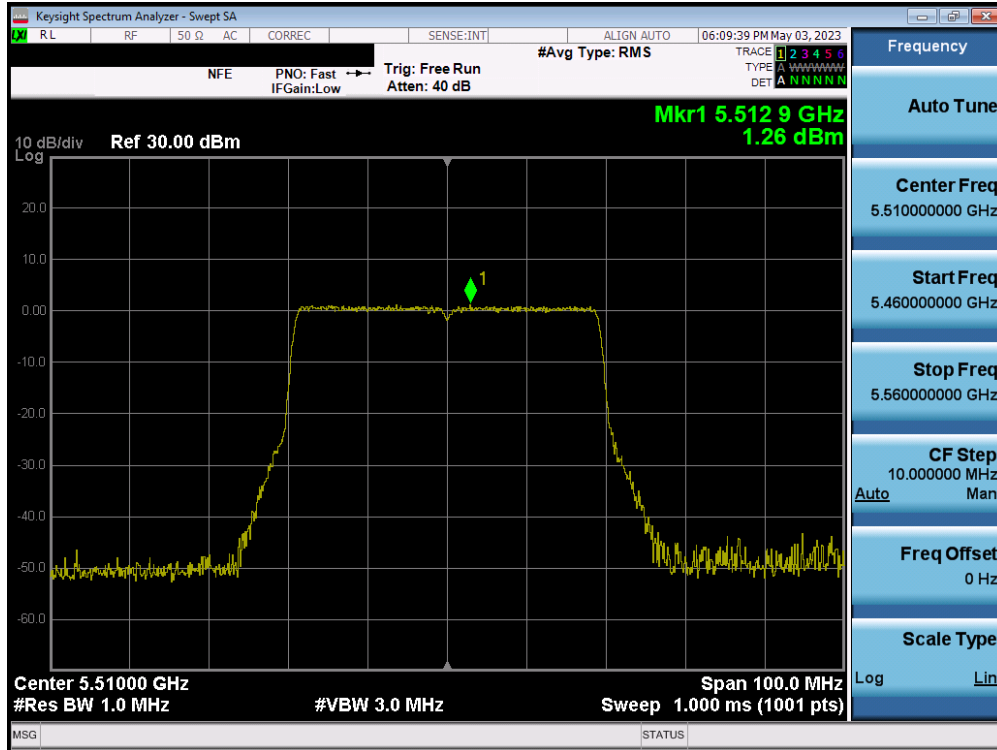 Keysight Spectrum Analyzer - Swept SA
LXI RL RF 50 Ω AC CORREC SENSE:INT ALIGN AUTO 06:09:39 PM May 03, 2023
#Avg Type: RMS TRACE 1 2 3 4 5 6
NFE PNO: Fast Trig: Free Run TYPE A WWWWW
IFGain:Low Atten: 40 dB DET A N N N N N
Mkr1 5.512 9 GHz
1.26 dBm
10 dB/div Ref 30.00 dBm
Log
20.0
10.0
1
0.00
-10.0
-20.0
-30.0
-40.0
-50.0
-60.0
Center 5.51000 GHz Span 100.0 MHz
#Res BW 1.0 MHz #VBW 3.0 MHz Sweep 1.000 ms (1001 pts)
MSG STATUS
Frequency
Auto Tune
Center Freq
5.510000000 GHz
Start Freq
5.460000000 GHz
Stop Freq
5.560000000 GHz
CF Step
10.000000 MHz
Auto Man
Freq Offset
0 Hz
Scale Type
Log Lin